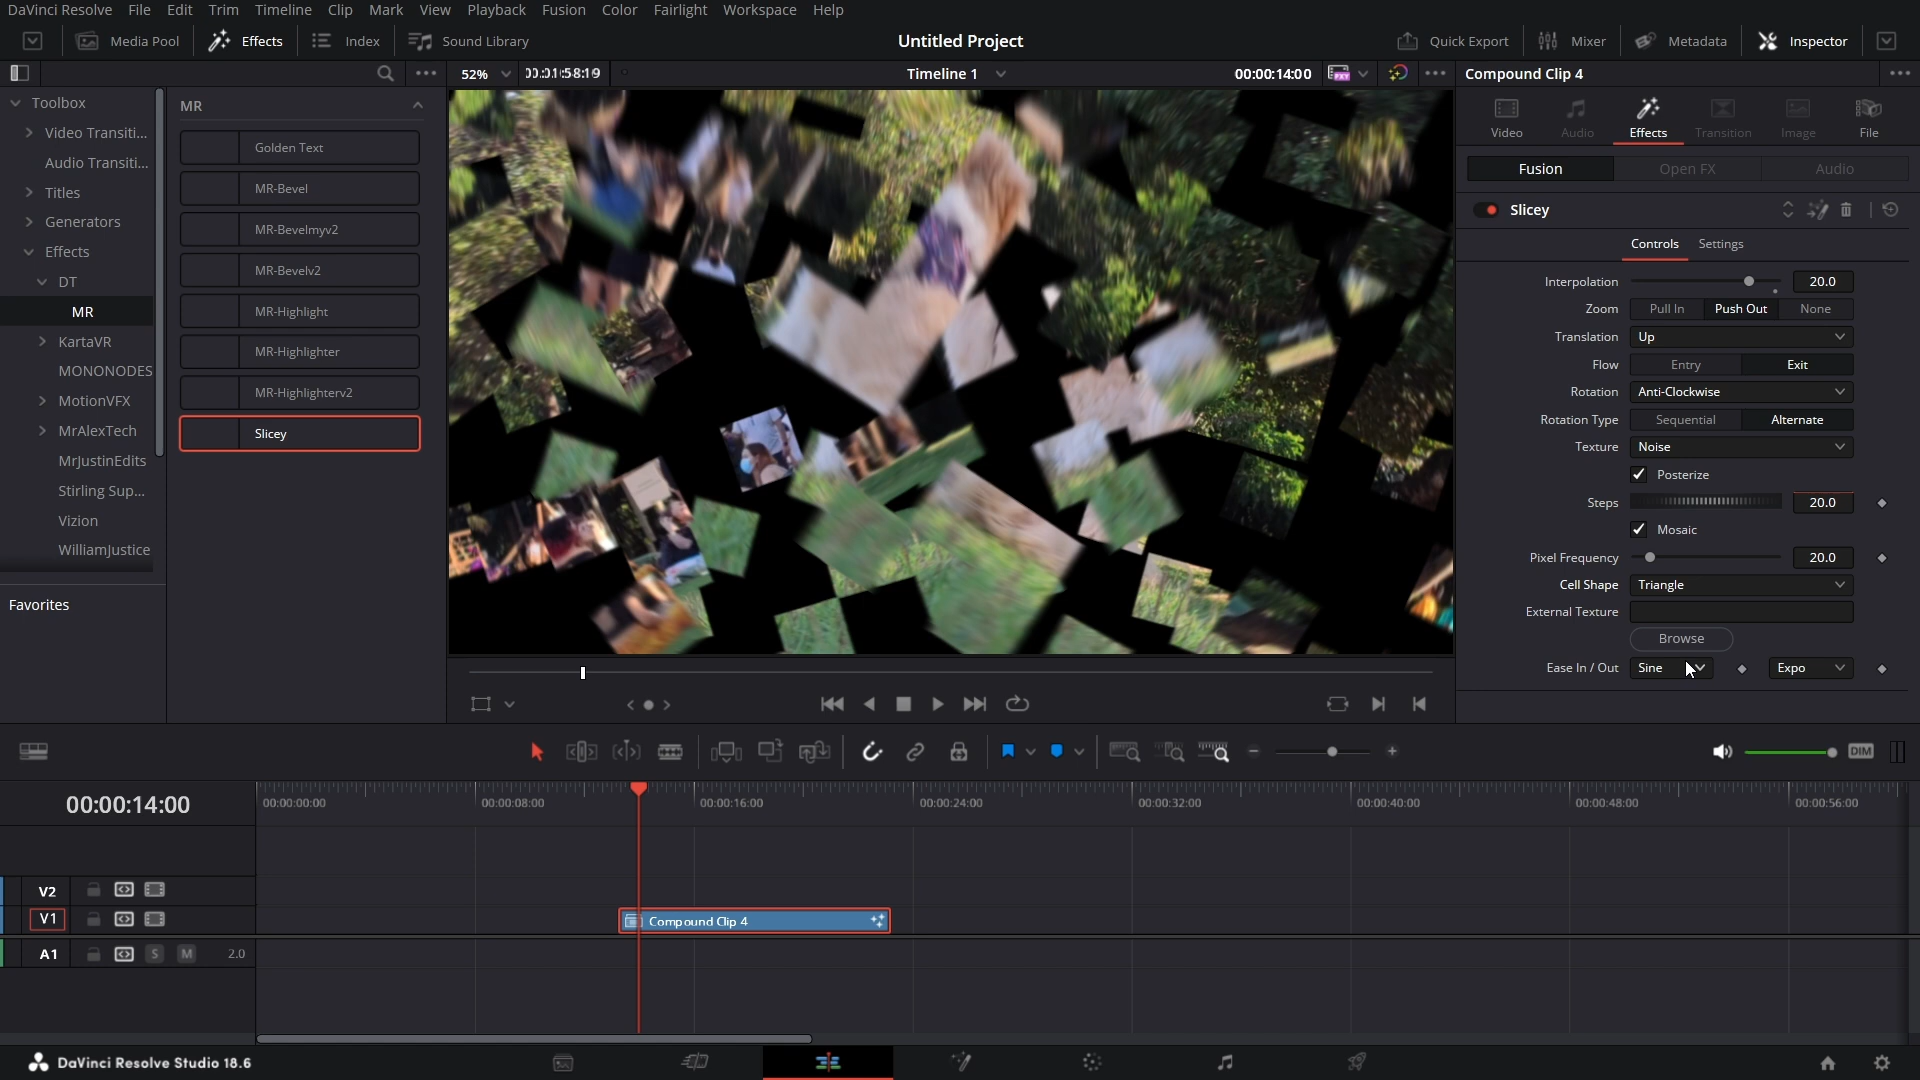 DaVinci Resolve File Edit Trim Timeline Clip Mark View Playback Fusion Color Fairlight Workspace Help
Media Pool Effects Index Sound Library Untitled Project Quick Export Mixer Metadata Inspector
52% Timeline 1 00:00:14:00 Compound Clip 4
Toolbox
Video Transiti...
Audio Transiti...
Titles
Generators
Effects
DT
MR
KartaVR
MONONODES
MotionVFX
MrAlexTech
MrJustinEdits
Stirling Sup...
Vizion
WilliamJustice
Favorites
MR
Golden Text
MR-Bevel
MR-Bevelmyv2
MR-Bevelv2
MR-Highlight
MR-Highlighter
MR-Highlighterv2
Slicey
Video Audio Effects Transition Image File
Fusion Open FX Audio
Slicey
Controls Settings
Interpolation 20.0
Zoom Pull In Push Out None
Translation Up
Flow Entry Exit
Rotation Anti-Clockwise
Rotation Type Sequential Alternate
Texture Noise
Posterize
Steps 20.0
Mosaic
Pixel Frequency 20.0
Cell Shape Triangle
External Texture
Browse
Ease In / Out Sine Expo
DIM
00:00:14:00
00:00:00:00 00:00:08:00 00:00:16:00 00:00:24:00 00:00:32:00 00:00:40:00 00:00:48:00 00:00:56:00
V2
V1 Compound Clip 4
A1 S M 2.0
DaVinci Resolve Studio 18.6